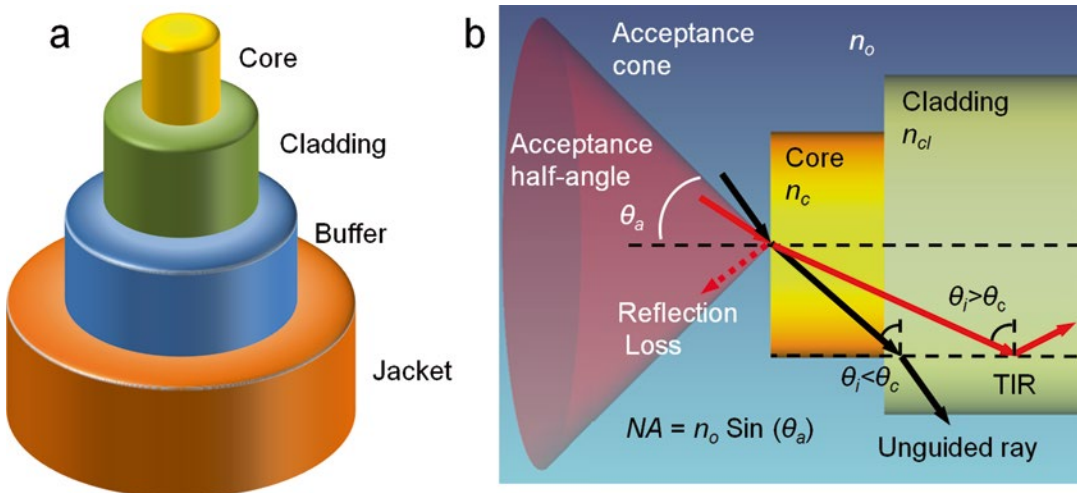 a
Core
Cladding
Buffer
Jacket
b
Acceptance
cone
n_o
Cladding
n_cl
Core
n_c
Acceptance
half-angle
θ_a
θ_i>θ_c
Reflection
Loss
θ_i<θ_c
TIR
NA = n_o Sin (θ_a)
Unguided ray